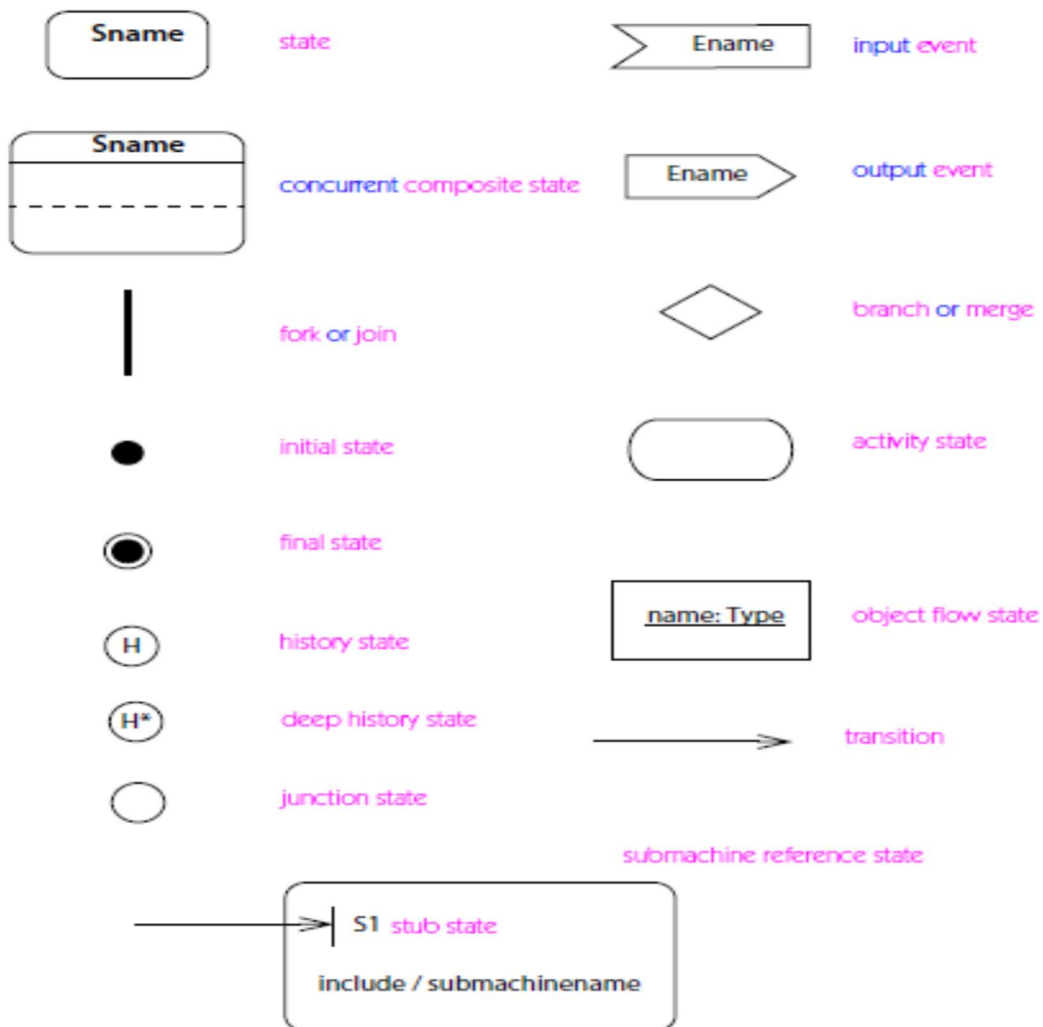 Sname
state
Ename
input event
Sname
concurrent composite state
Ename
output event
fork or join
branch or merge
initial state
activity state
final state
name: Type
object flow state
H
history state
H*
deep history state
transition
junction state
submachine reference state
S1 stub state
include / submachinename